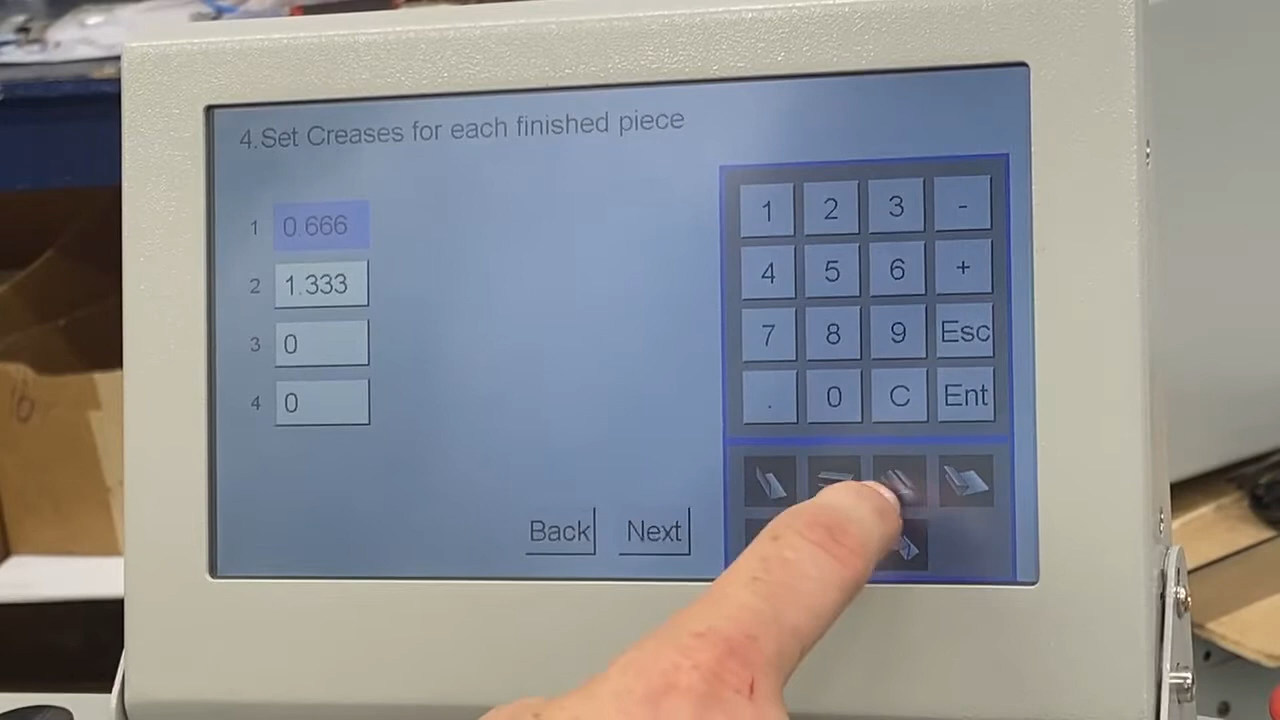 4.Set Creases for each finished piece
1 0.666
2 1.333
3 0
4 0
Back Next
1 2 3 -
4 5 6 +
7 8 9 Esc
. 0 C Ent